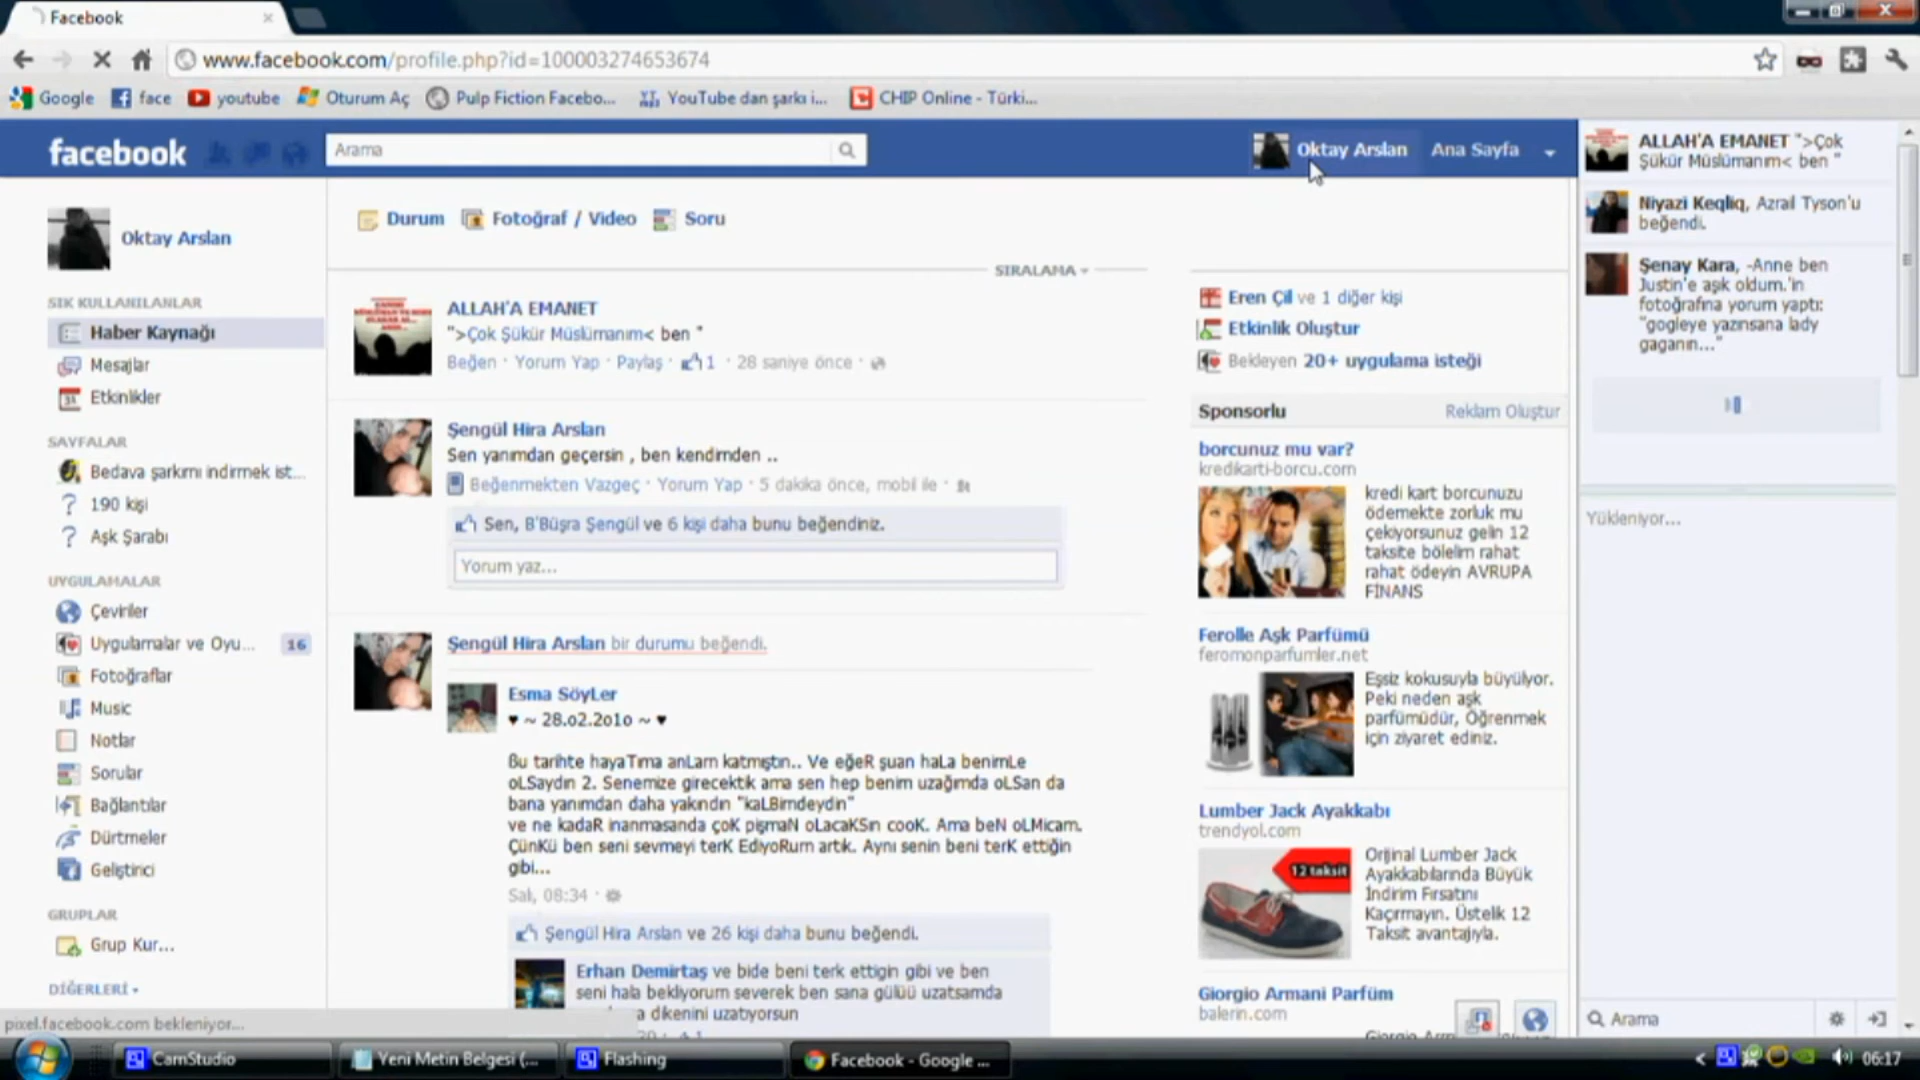 Facebook
www.facebook.com/profile.php?id=100003274653674
Google face youtube Oturum Aç Pulp Fiction Facebo... YouTube dan şarkı i... CHIP Online - Türki...
facebook
Arama
Oktay Arslan Ana Sayfa
Oktay Arslan
SIK KULLANILANLAR
Haber Kaynağı
Mesajlar
Etkinlikler
SAYFALAR
Bedava şarkımı indirmek ist...
190 kişi
Aşk Şarabı
UYGULAMALAR
Çeviriler
Uygulamalar ve Oyu... 16
Fotoğraflar
Music
Notlar
Sorular
Bağlantılar
Dürtmeler
Geliştirici
GRUPLAR
Grup Kur...
DİĞERLERİ
pixel.facebook.com bekleniyor...
Durum Fotoğraf / Video Soru
SIRALAMA
ALLAH'A EMANET
">Çok Şükür Müslümanım< ben "
Beğen · Yorum Yap · Paylaş · 1 · 28 saniye önce ·
Şengül Hira Arslan
Sen yanımdan geçersin , ben kendimden ..
Beğenmekten Vazgeç · Yorum Yap · 5 dakika önce, mobil ile ·
Sen, B'Büşra Şengül ve 6 kişi daha bunu beğendiniz.
Yorum yaz...
Şengül Hira Arslan bir durumu beğendi.
Esma SöyLer
♥ ~ 28.o2.2o1o ~ ♥
Bu tarihte hayaTıma anLam katmıştın.. Ve eğeR şuan haLa benimLe
oLSaydın 2. Senemize girecektik ama sen hep benim uzağımda oLSan da
bana yanımdan daha yakındın "kaLBimdeydin"
ve ne kadaR inanmasanda çoK pişmaN oLacaKSın cooK. Ama beN oLMicam.
ÇünKü ben seni sevmeyi terK EdiyoRum artık. Aynı senin beni terK ettiğin
gibi...
Salı, 08:34 ·
Şengül Hira Arslan ve 26 kişi daha bunu beğendi.
Erhan Demirtaş ve bide beni terk ettigin gibi ve ben
seni hala bekliyorum severek ben sana gülüü uzatsamda
a dikenini uzatıyorsun
Eren Çil ve 1 diğer kişi
Etkinlik Oluştur
Bekleyen 20+ uygulama isteği
Sponsorlu Reklam Oluştur
borcunuz mu var?
kredikarti-borcu.com
kredi kart borcunuzu
ödemekte zorluk mu
çekiyorsunuz gelin 12
taksite bölelim rahat
rahat ödeyin AVRUPA
FİNANS
Ferolle Aşk Parfümü
feromonparfumler.net
Eşsiz kokusuyla büyülüyor.
Peki neden aşk
parfümüdür, Öğrenmek
için ziyaret ediniz.
Lumber Jack Ayakkabı
trendyol.com
12 taksit
Orijinal Lumber Jack
Ayakkabılarında Büyük
İndirim Fırsatını
Kaçırmayın. Üstelik 12
Taksit avantajıyla.
Giorgio Armani Parfüm
balerin.com
ALLAH'A EMANET ">Çok
Şükür Müslümanım< ben "
Niyazi Keqliq, Azrail Tyson'u
beğendi.
Şenay Kara, -Anne ben
Justin'e aşık oldum.'ın
fotoğrafına yorum yaptı:
"gogleye yazınsana lady
gaganın..."
Yükleniyor...
Arama
CamStudio Yeni Metin Belgesi (... Flashing Facebook - Google ... 06:17